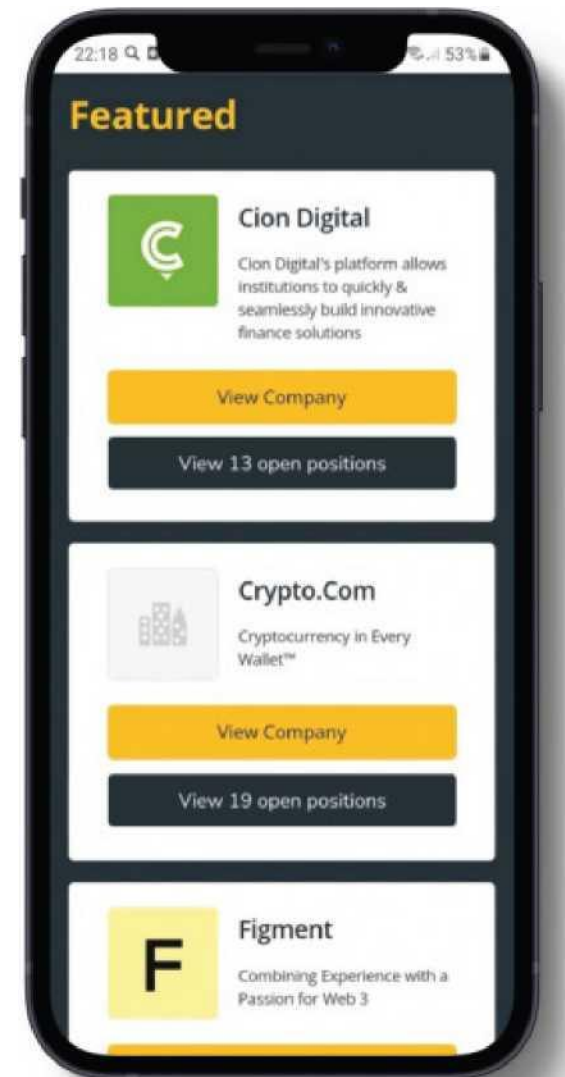 22:18
53%
Featured
Cion Digital
Cion Digital's platform allows
institutions to quickly &
seamlessly build innovative
finance solutions
View Company
View 13 open positions
Crypto.Com
Cryptocurrency in Every
Wallet™
View Company
View 19 open positions
F
Figment
Combining Experience with a
Passion for Web 3